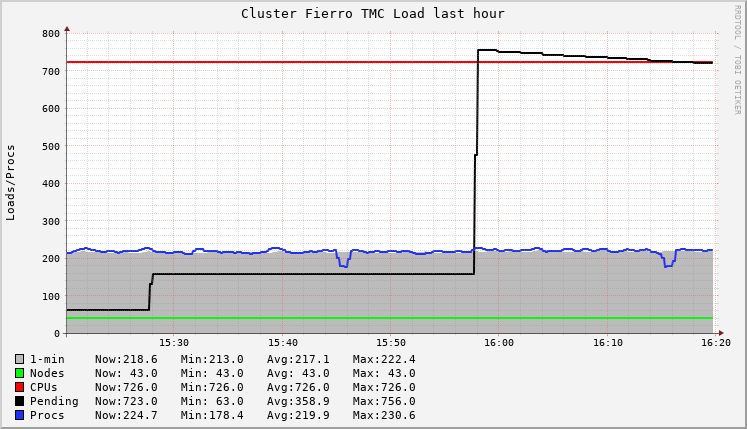 Cluster Fierro TMC Load last hour
RRDTOOL / TOBI OETIKER
Loads/Procs
800
700
600
500
400
300
200
100
0
15:30 15:40 15:50 16:00 16:10 16:20
1-min Now:218.6 Min:213.0 Avg:217.1 Max:222.4
Nodes Now: 43.0 Min: 43.0 Avg: 43.0 Max: 43.0
CPUs Now:726.0 Min:726.0 Avg:726.0 Max:726.0
Pending Now:723.0 Min: 63.0 Avg:358.9 Max:756.0
Procs Now:224.7 Min:178.4 Avg:219.9 Max:230.6